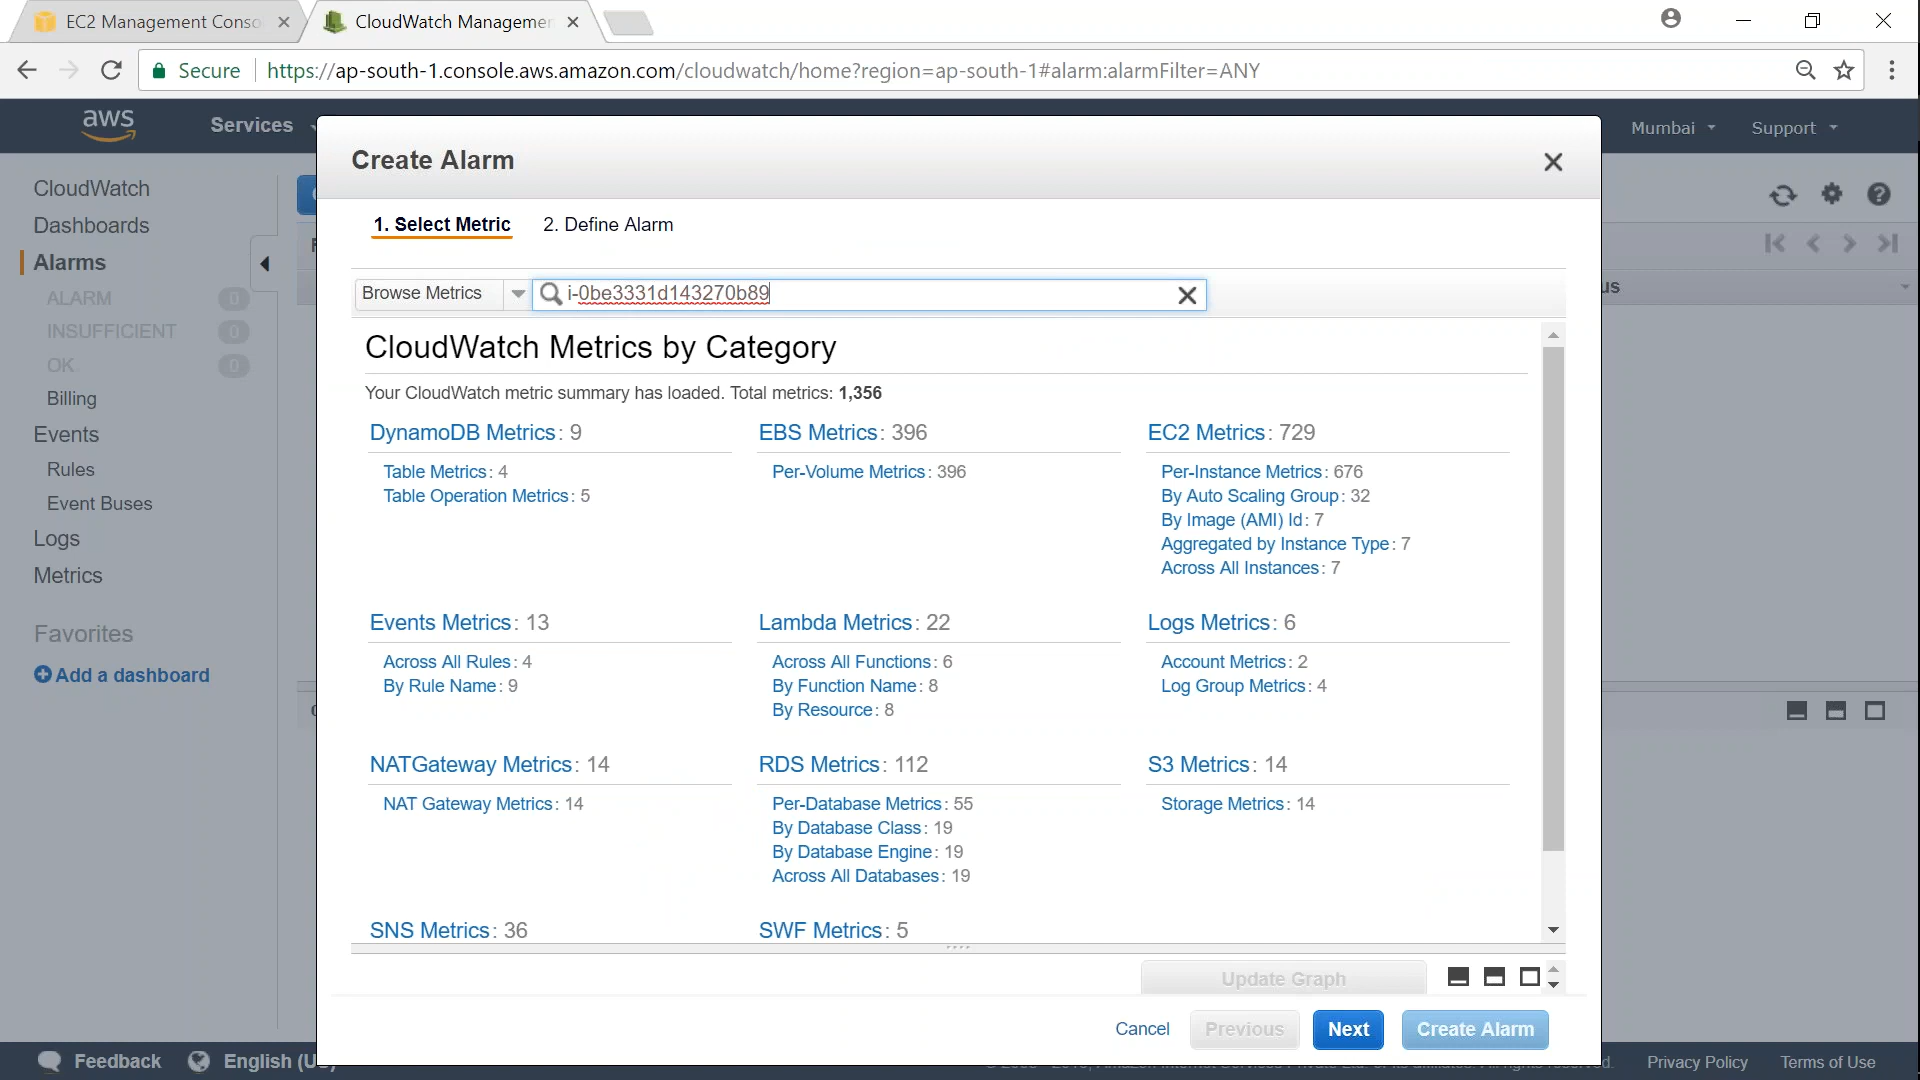 EC2 Management Conso
CloudWatch Managemen
Secure
https://ap-south-1.console.aws.amazon.com/cloudwatch/home?region=ap-south-1#alarm:alarmFilter=ANY
aws
Services
Mumbai
Support
CloudWatch
Dashboards
Alarms
ALARM 0
INSUFFICIENT 0
OK 0
Billing
Events
Rules
Event Buses
Logs
Metrics
Favorites
Add a dashboard
Create Alarm
1. Select Metric
2. Define Alarm
Browse Metrics
i-0be3331d143270b89
CloudWatch Metrics by Category
Your CloudWatch metric summary has loaded. Total metrics: 1,356
DynamoDB Metrics: 9
Table Metrics: 4
Table Operation Metrics: 5
EBS Metrics: 396
Per-Volume Metrics: 396
EC2 Metrics: 729
Per-Instance Metrics: 676
By Auto Scaling Group: 32
By Image (AMI) Id: 7
Aggregated by Instance Type: 7
Across All Instances: 7
Events Metrics: 13
Across All Rules: 4
By Rule Name: 9
Lambda Metrics: 22
Across All Functions: 6
By Function Name: 8
By Resource: 8
Logs Metrics: 6
Account Metrics: 2
Log Group Metrics: 4
NATGateway Metrics: 14
NAT Gateway Metrics: 14
RDS Metrics: 112
Per-Database Metrics: 55
By Database Class: 19
By Database Engine: 19
Across All Databases: 19
S3 Metrics: 14
Storage Metrics: 14
SNS Metrics: 36
SWF Metrics: 5
Update Graph
Cancel
Previous
Next
Create Alarm
Feedback
English (U
Privacy Policy
Terms of Use